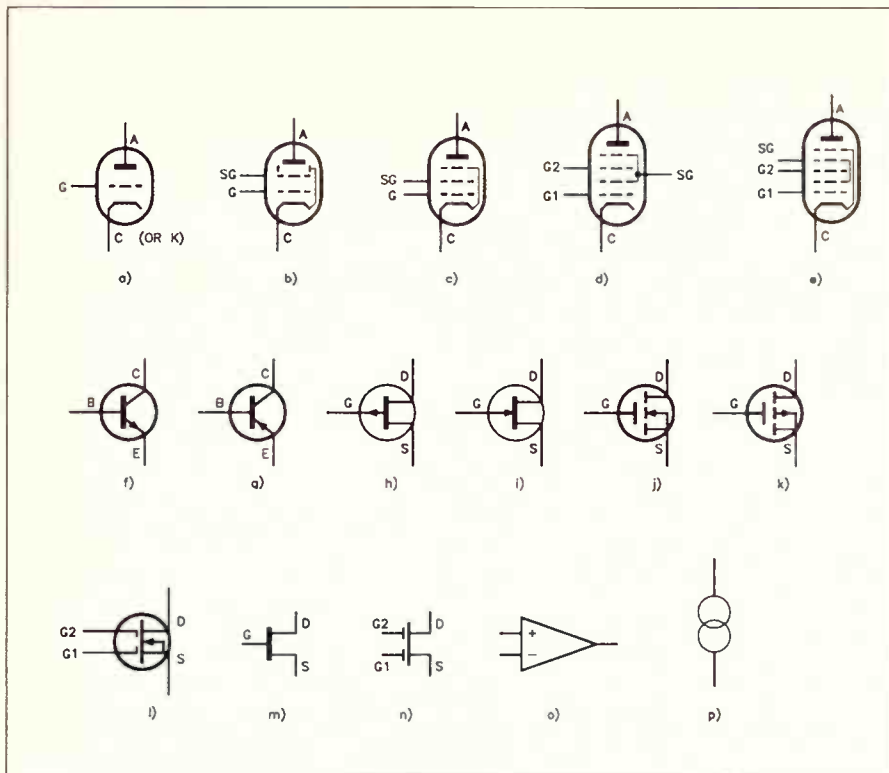 A
G
C (OR K)
a)
A
SG
G
C
b)
A
SG
G
C
c)
A
G2
SG
G1
C
d)
A
SG
G2
G1
C
e)
C
B
E
f)
C
B
E
g)
D
G
S
h)
D
G
S
i)
D
G
S
j)
D
G
S
k)
G2
D
G1
S
l)
D
G
S
m)
G2
D
G1
S
n)
+
−
o)
p)